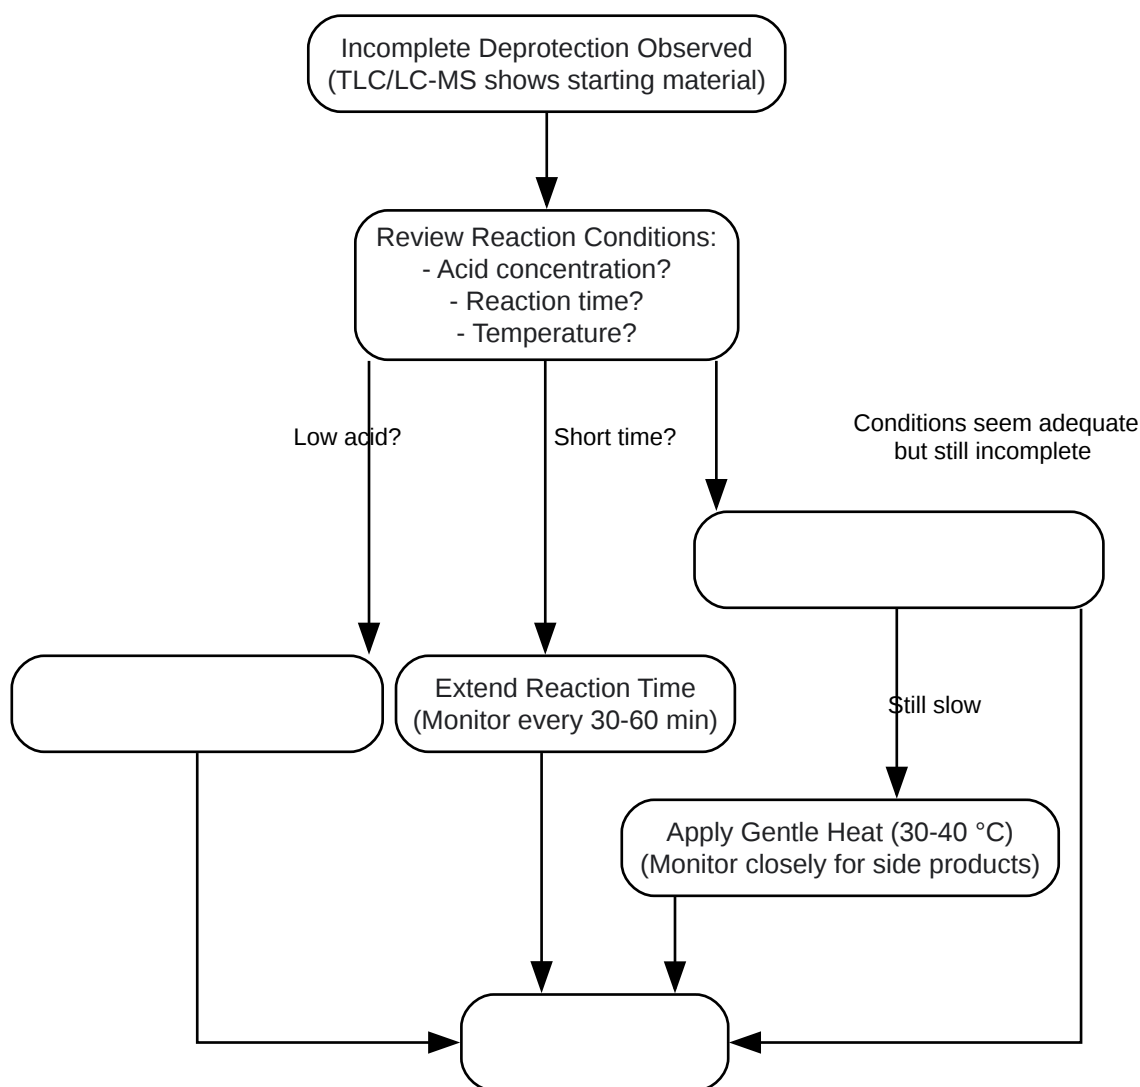 Incomplete Deprotection Observed
(TLC/LC-MS shows starting material)
Review Reaction Conditions:
- Acid concentration?
- Reaction time?
- Temperature?
Low acid?
Short time?
Conditions seem adequate
but still incomplete
Extend Reaction Time
(Monitor every 30-60 min)
Still slow
Apply Gentle Heat (30-40 °C)
(Monitor closely for side products)